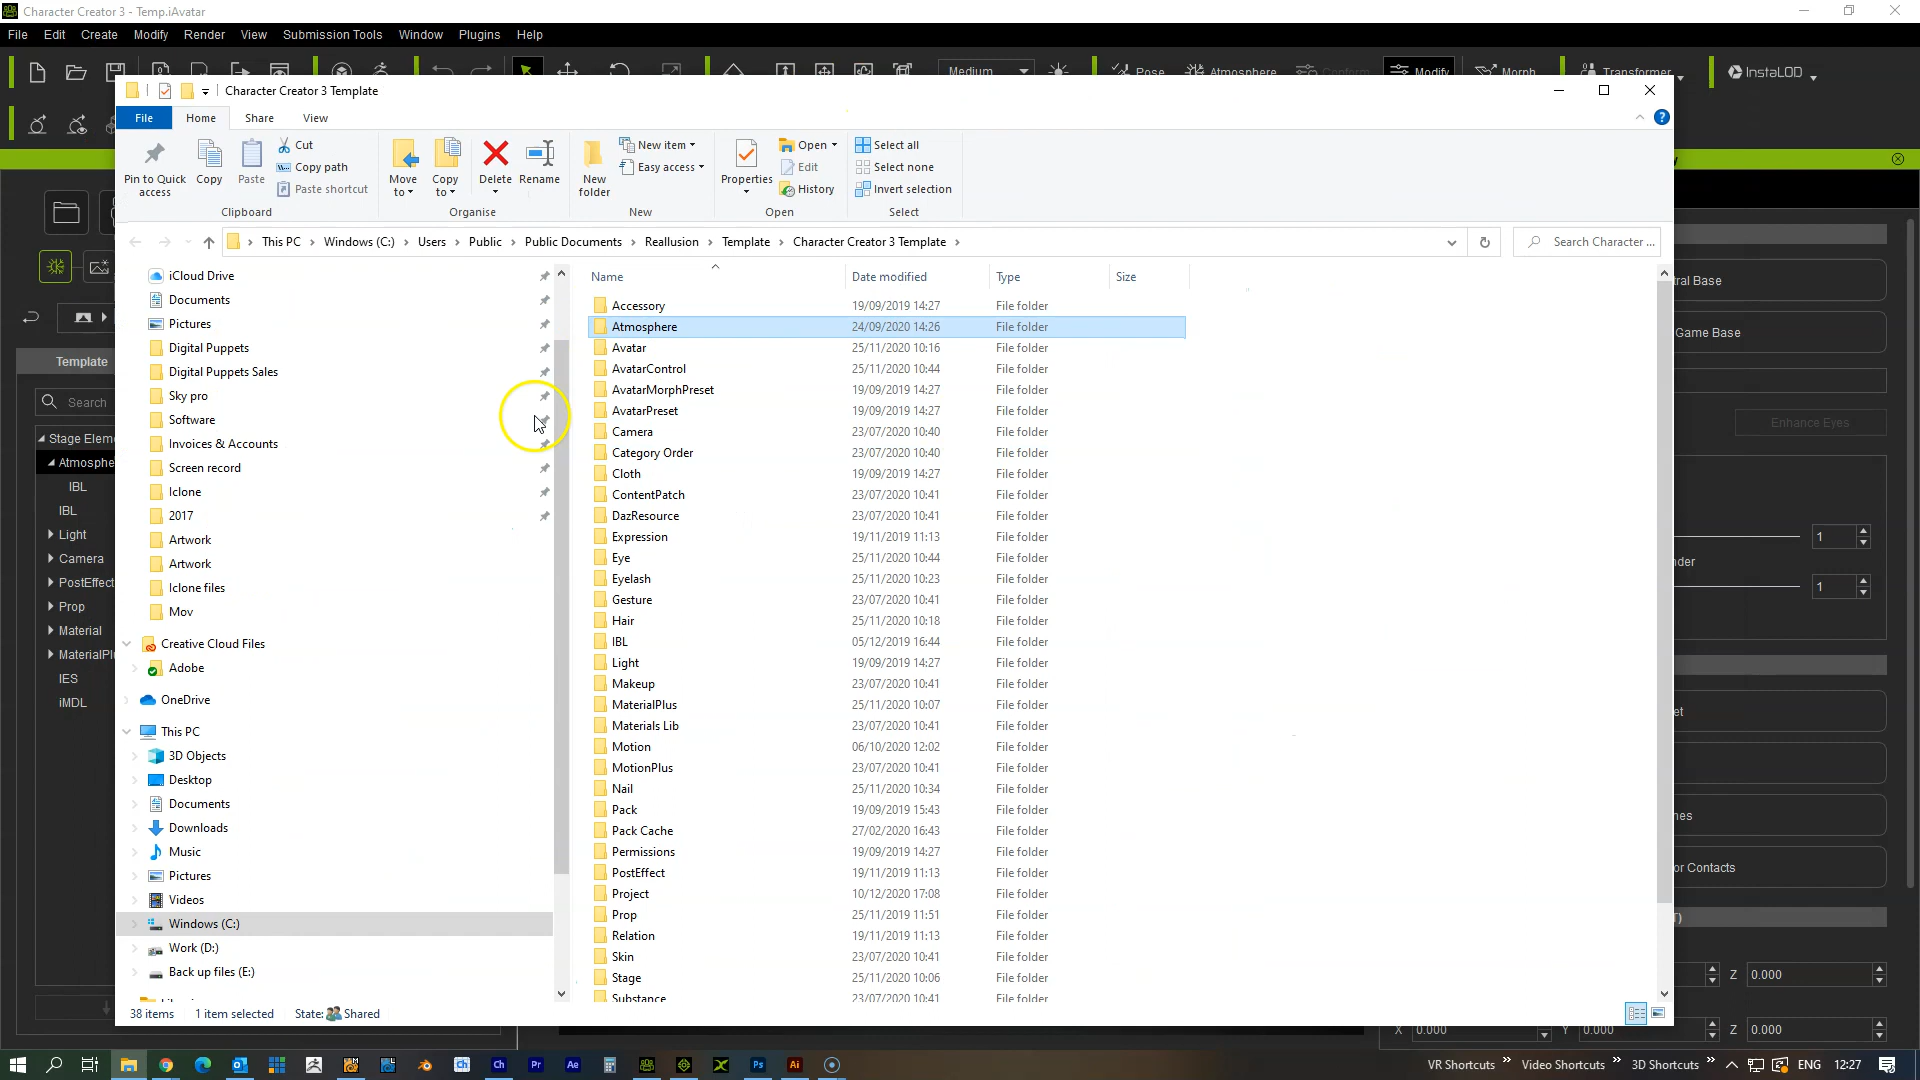 Character Creator 3 - Temp.iAvatar
File Edit Create Modify Render View Submission Tools Window Plugins Help
Medium Pose Atmosphere Conform Modify Morph Transformer InstaLOD
Character Creator 3 Template
File Home Share View
Pin to Quick access
Copy
Paste
Cut
Copy path
Paste shortcut
Clipboard
Move to
Copy to
Delete
Rename
Organise
New folder
New item
Easy access
New
Properties
Open
Edit
History
Open
Select all
Select none
Invert selection
Select
This PC Windows (C:) Users Public Public Documents Reallusion Template Character Creator 3 Template
Search Character ...
iCloud Drive
Documents
Pictures
Digital Puppets
Digital Puppets Sales
Sky pro
Software
Invoices & Accounts
Screen record
Iclone
2017
Artwork
Artwork
Iclone files
Mov
Creative Cloud Files
Adobe
OneDrive
This PC
3D Objects
Desktop
Documents
Downloads
Music
Pictures
Videos
Windows (C:)
Work (D:)
Back up files (E:)
Name Date modified Type Size
Accessory 19/09/2019 14:27 File folder
Atmosphere 24/09/2020 14:26 File folder
Avatar 25/11/2020 10:16 File folder
AvatarControl 25/11/2020 10:44 File folder
AvatarMorphPreset 19/09/2019 14:27 File folder
AvatarPreset 19/09/2019 14:27 File folder
Camera 23/07/2020 10:40 File folder
Category Order 23/07/2020 10:40 File folder
Cloth 19/09/2019 14:27 File folder
ContentPatch 23/07/2020 10:41 File folder
DazResource 23/07/2020 10:41 File folder
Expression 19/11/2019 11:13 File folder
Eye 25/11/2020 10:44 File folder
Eyelash 25/11/2020 10:23 File folder
Gesture 23/07/2020 10:41 File folder
Hair 25/11/2020 10:18 File folder
IBL 05/12/2019 16:44 File folder
Light 19/09/2019 14:27 File folder
Makeup 23/07/2020 10:41 File folder
MaterialPlus 25/11/2020 10:07 File folder
Materials Lib 23/07/2020 10:41 File folder
Motion 06/10/2020 12:02 File folder
MotionPlus 23/07/2020 10:41 File folder
Nail 25/11/2020 10:34 File folder
Pack 19/09/2019 15:43 File folder
Pack Cache 27/02/2020 16:43 File folder
Permissions 19/09/2019 14:27 File folder
PostEffect 19/11/2019 11:13 File folder
Project 10/12/2020 17:08 File folder
Prop 25/11/2019 11:51 File folder
Relation 19/11/2019 11:13 File folder
Skin 23/07/2020 10:41 File folder
Stage 25/11/2020 10:06 File folder
Substance 23/07/2020 10:41 File folder
38 items 1 item selected State: Shared
Template
Search
Stage Elem
Atmosphe
IBL
IBL
Light
Camera
PostEffect
Prop
Material
MaterialPl
IES
iMDL
tral Base
Game Base
Enhance Eyes
1
nder
1
et
nes
or Contacts
T)
Z 0.000
X 0.000 Y 0.000 Z 0.000
VR Shortcuts Video Shortcuts 3D Shortcuts ENG 12:27